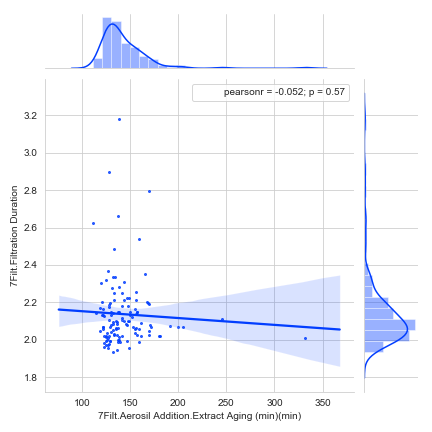 pearsonr = -0.052; p = 0.57
3.2
3.0
2.8
2.6
2.4
2.2
2.0
1.8
7Filt.Filtration Duration
100 150 200 250 300 350
7Filt.Aerosil Addition.Extract Aging (min)(min)